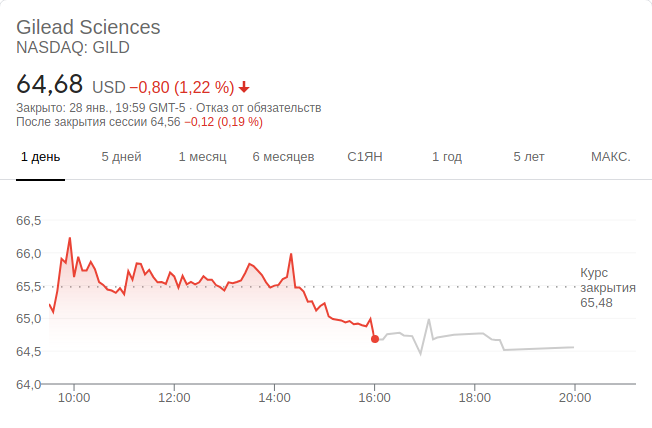 Gilead Sciences
NASDAQ: GILD
64,68 USD −0,80 (1,22 %)
Закрыто: 28 янв., 19:59 GMT-5 · Отказ от обязательств
После закрытия сессии 64,56 −0,12 (0,19 %)
1 день 5 дней 1 месяц 6 месяцев С1ЯН 1 год 5 лет МАКС.
66,5
66,0
65,5
65,0
64,5
64,0
Курс
закрытия
65,48
10:00 12:00 14:00 16:00 18:00 20:00